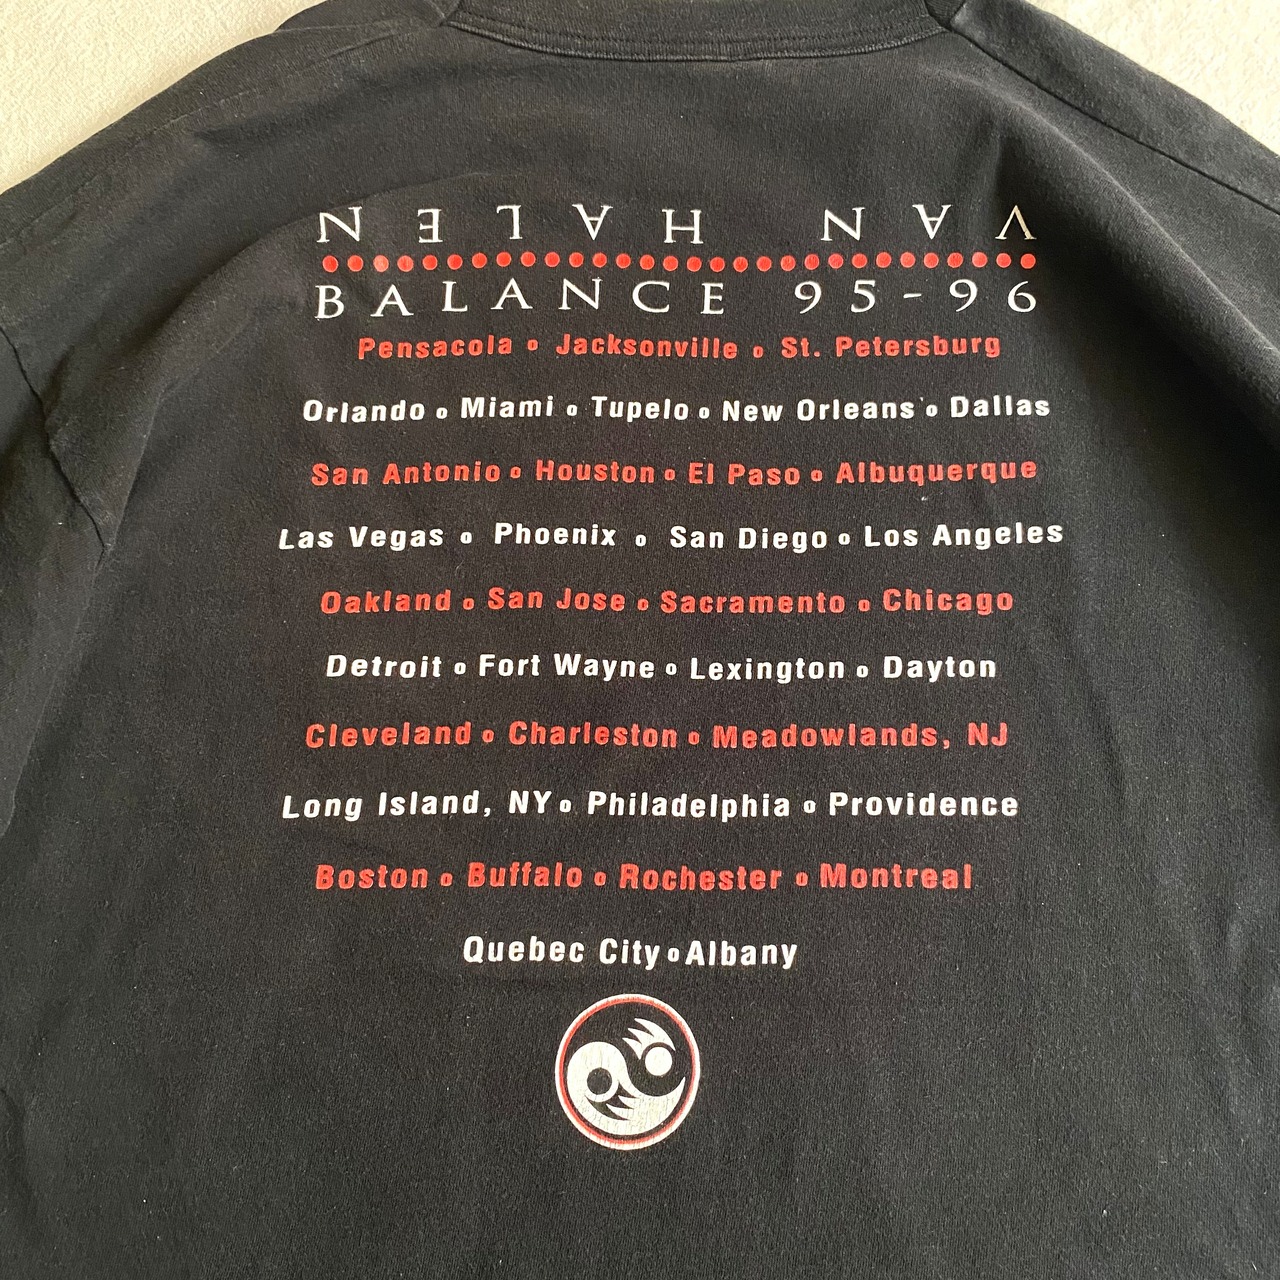 VAN HALEN
BALANCE 95-96
Pensacola o Jacksonville o St. Petersburg
Orlando o Miami o Tupelo o New Orleans o Dallas
San Antonio o Houston o El Paso o Albuquerque
Las Vegas o Phoenix o San Diego o Los Angeles
Oakland o San Jose o Sacramento o Chicago
Detroit o Fort Wayne o Lexington o Dayton
Cleveland o Charleston o Meadowlands, NJ
Long Island, NY o Philadelphia o Providence
Boston o Buffalo o Rochester o Montreal
Quebec City o Albany